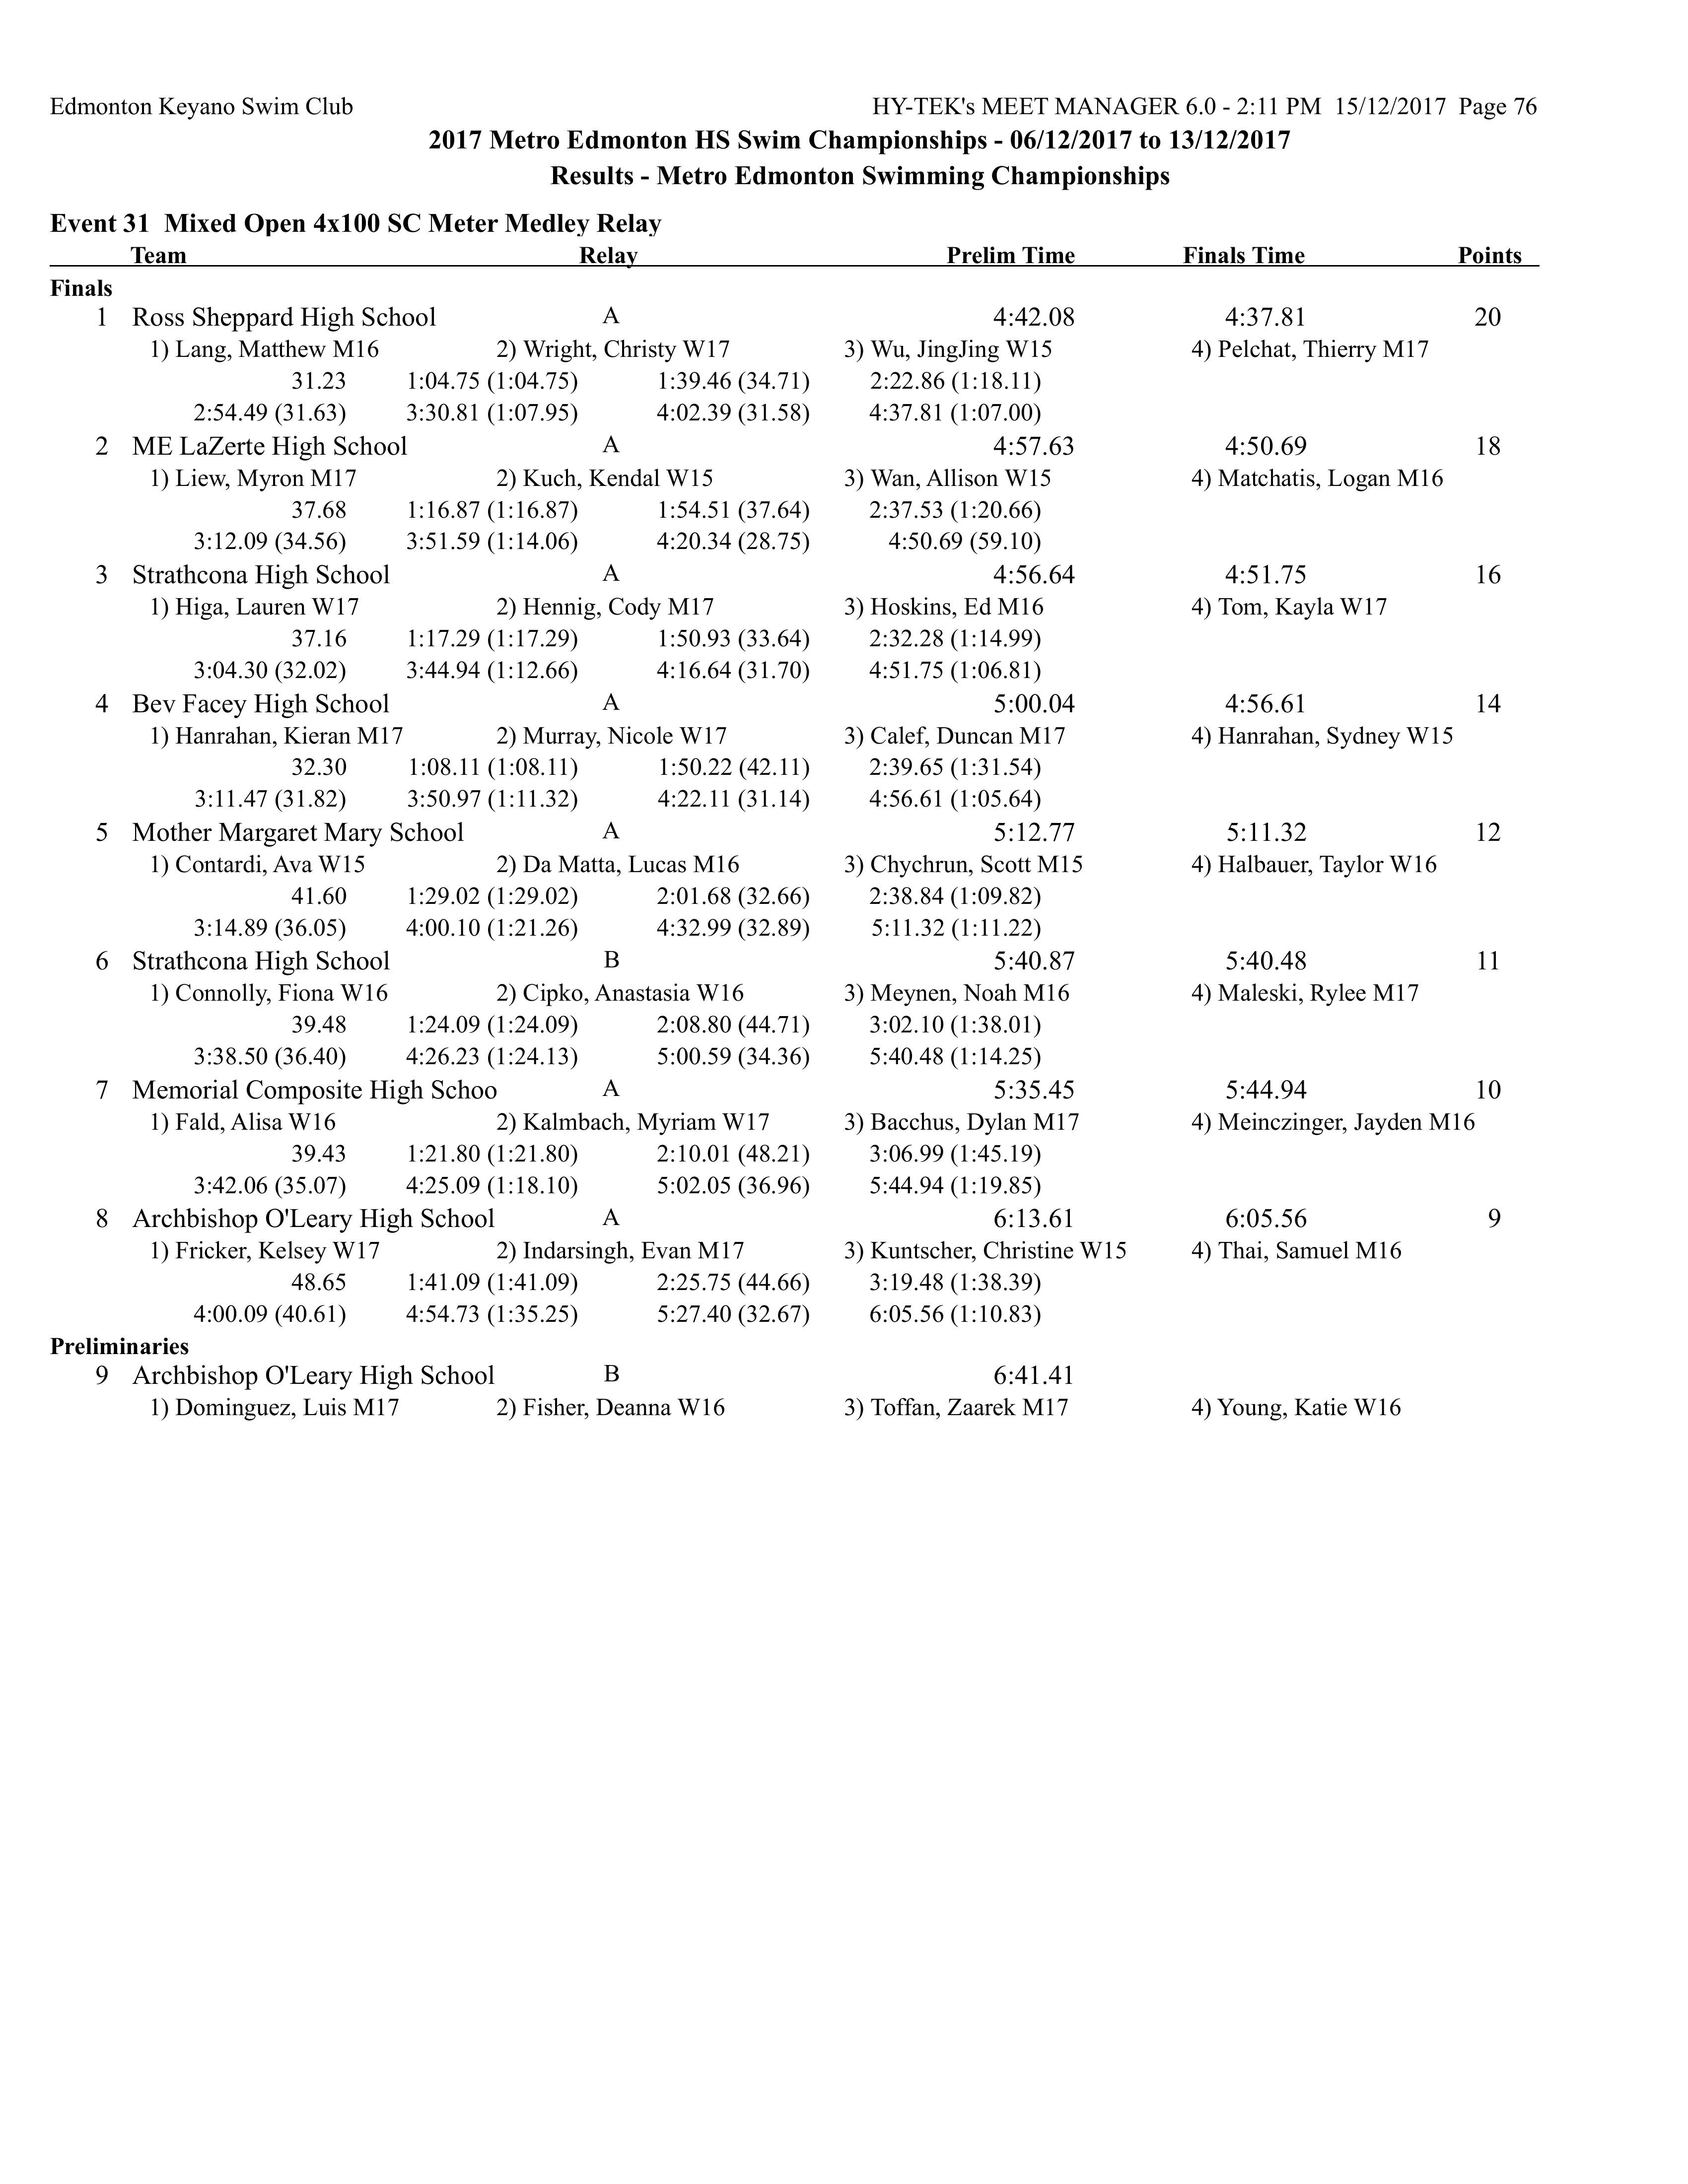 Edmonton Keyano Swim Club HY-TEK's MEET MANAGER 6.0 - 2:11 PM 15/12/2017 Page 76
2017 Metro Edmonton HS Swim Championships - 06/12/2017 to 13/12/2017
Results - Metro Edmonton Swimming Championships
Event 31 Mixed Open 4x100 SC Meter Medley Relay
Team Relay Prelim Time Finals Time Points
Finals
1 Ross Sheppard High School A 4:42.08 4:37.81 20
1) Lang, Matthew M16 2) Wright, Christy W17 3) Wu, JingJing W15 4) Pelchat, Thierry M17
31.23 1:04.75 (1:04.75) 1:39.46 (34.71) 2:22.86 (1:18.11)
2:54.49 (31.63) 3:30.81 (1:07.95) 4:02.39 (31.58) 4:37.81 (1:07.00)
2 ME LaZerte High School A 4:57.63 4:50.69 18
1) Liew, Myron M17 2) Kuch, Kendal W15 3) Wan, Allison W15 4) Matchatis, Logan M16
37.68 1:16.87 (1:16.87) 1:54.51 (37.64) 2:37.53 (1:20.66)
3:12.09 (34.56) 3:51.59 (1:14.06) 4:20.34 (28.75) 4:50.69 (59.10)
3 Strathcona High School A 4:56.64 4:51.75 16
1) Higa, Lauren W17 2) Hennig, Cody M17 3) Hoskins, Ed M16 4) Tom, Kayla W17
37.16 1:17.29 (1:17.29) 1:50.93 (33.64) 2:32.28 (1:14.99)
3:04.30 (32.02) 3:44.94 (1:12.66) 4:16.64 (31.70) 4:51.75 (1:06.81)
4 Bev Facey High School A 5:00.04 4:56.61 14
1) Hanrahan, Kieran M17 2) Murray, Nicole W17 3) Calef, Duncan M17 4) Hanrahan, Sydney W15
32.30 1:08.11 (1:08.11) 1:50.22 (42.11) 2:39.65 (1:31.54)
3:11.47 (31.82) 3:50.97 (1:11.32) 4:22.11 (31.14) 4:56.61 (1:05.64)
5 Mother Margaret Mary School A 5:12.77 5:11.32 12
1) Contardi, Ava W15 2) Da Matta, Lucas M16 3) Chychrun, Scott M15 4) Halbauer, Taylor W16
41.60 1:29.02 (1:29.02) 2:01.68 (32.66) 2:38.84 (1:09.82)
3:14.89 (36.05) 4:00.10 (1:21.26) 4:32.99 (32.89) 5:11.32 (1:11.22)
6 Strathcona High School B 5:40.87 5:40.48 11
1) Connolly, Fiona W16 2) Cipko, Anastasia W16 3) Meynen, Noah M16 4) Maleski, Rylee M17
39.48 1:24.09 (1:24.09) 2:08.80 (44.71) 3:02.10 (1:38.01)
3:38.50 (36.40) 4:26.23 (1:24.13) 5:00.59 (34.36) 5:40.48 (1:14.25)
7 Memorial Composite High Schoo A 5:35.45 5:44.94 10
1) Fald, Alisa W16 2) Kalmbach, Myriam W17 3) Bacchus, Dylan M17 4) Meinczinger, Jayden M16
39.43 1:21.80 (1:21.80) 2:10.01 (48.21) 3:06.99 (1:45.19)
3:42.06 (35.07) 4:25.09 (1:18.10) 5:02.05 (36.96) 5:44.94 (1:19.85)
8 Archbishop O'Leary High School A 6:13.61 6:05.56 9
1) Fricker, Kelsey W17 2) Indarsingh, Evan M17 3) Kuntscher, Christine W15 4) Thai, Samuel M16
48.65 1:41.09 (1:41.09) 2:25.75 (44.66) 3:19.48 (1:38.39)
4:00.09 (40.61) 4:54.73 (1:35.25) 5:27.40 (32.67) 6:05.56 (1:10.83)
Preliminaries
9 Archbishop O'Leary High School B 6:41.41
1) Dominguez, Luis M17 2) Fisher, Deanna W16 3) Toffan, Zaarek M17 4) Young, Katie W16